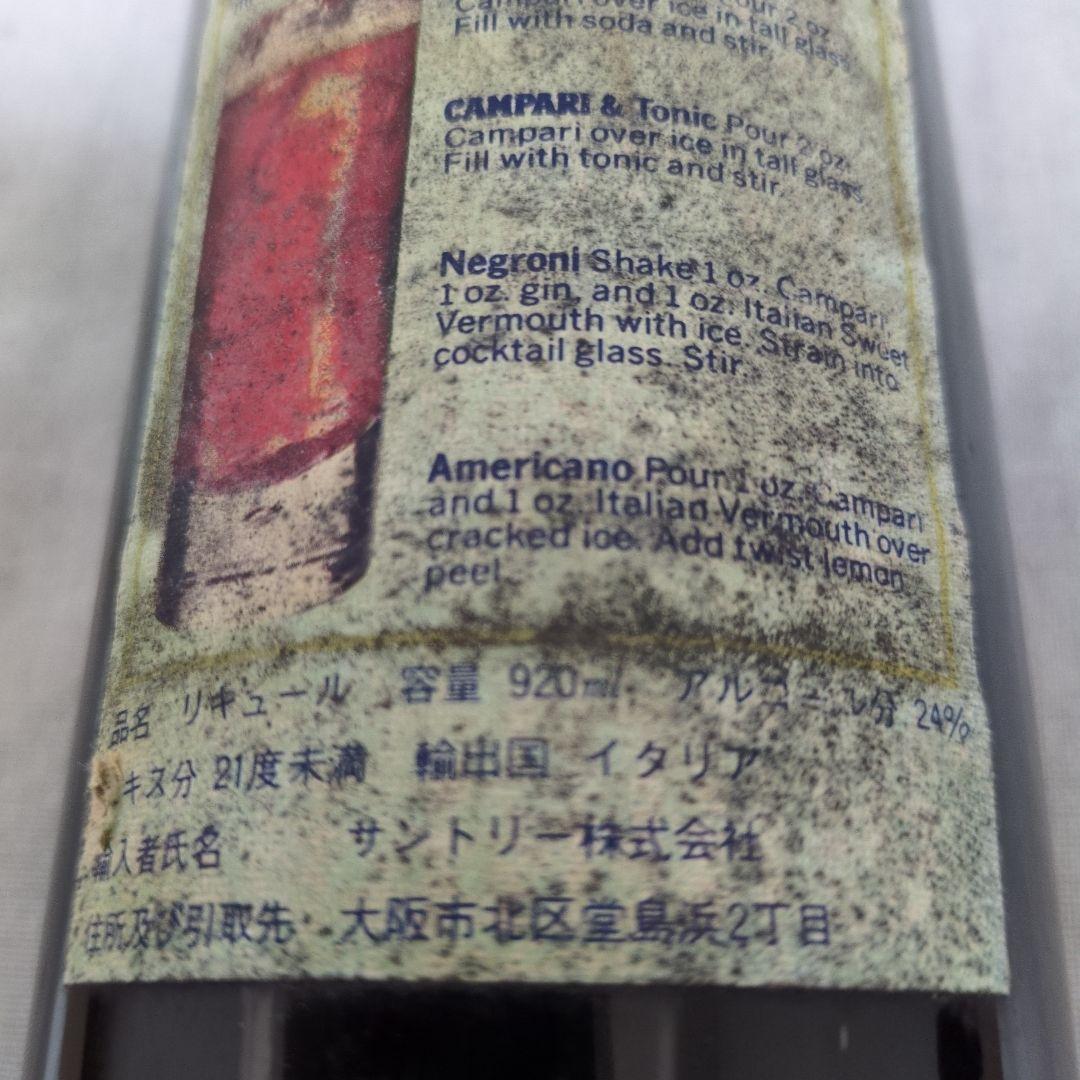 Pour 2 oz.
Campari over ice in tall glass.
Fill with soda and stir.
CAMPARI & Tonic Pour 2 oz.
Campari over ice in tall glass.
Fill with tonic and stir.
Negroni Shake 1 oz. Campari,
1 oz. gin, and 1 oz. Italian Sweet
Vermouth with ice. Strain into
cocktail glass. Stir.
Americano Pour 1 oz. Campari
and 1 oz. Italian Vermouth over
cracked ice. Add twist lemon
peel
品名 リキュール 容量 920ml アルコール分 24%
キス分 21度未満 輸出国 イタリア
輸入者氏名 サントリー株式会社
住所及び引取先 大阪市北区堂島浜2丁目